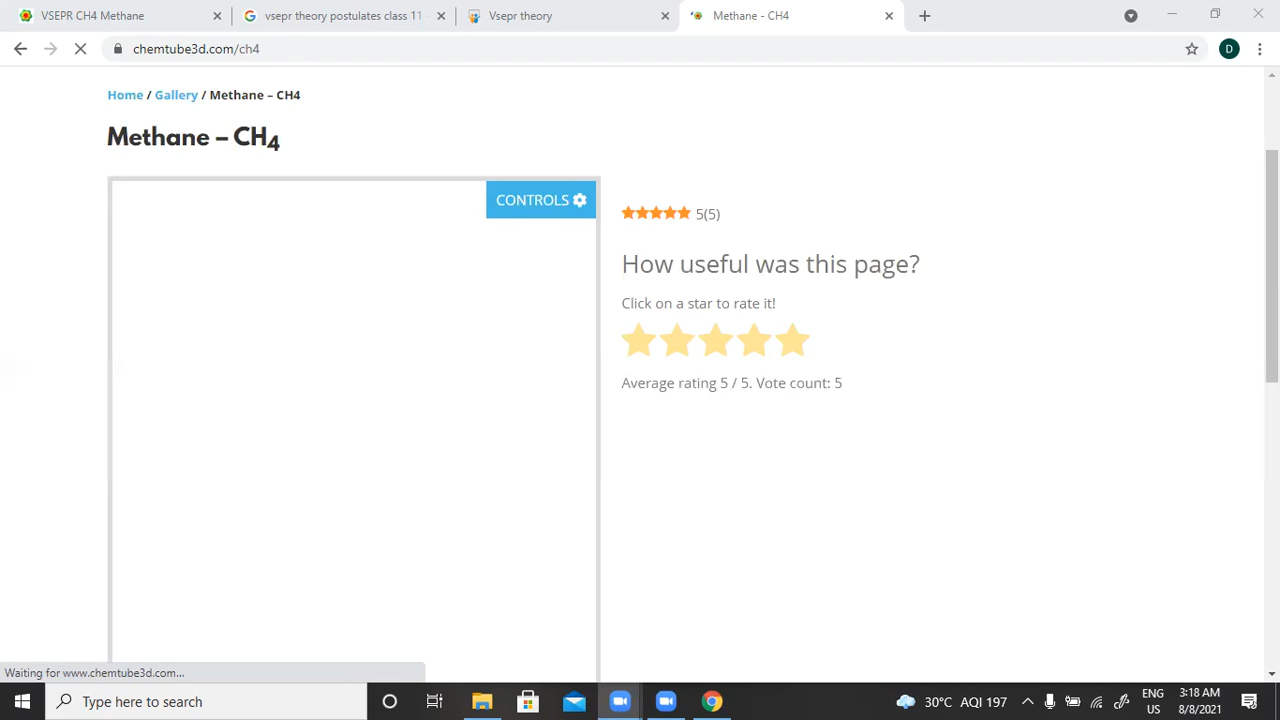 VSEPR CH4 Methane
vsepr theory postulates class 11 -
Vsepr theory
Methane - CH4
chemtube3d.com/ch4
D
Home / Gallery / Methane – CH4
Methane – CH4
CONTROLS
5(5)
How useful was this page?
Click on a star to rate it!
Average rating 5 / 5. Vote count: 5
Waiting for www.chemtube3d.com...
Type here to search
30°C AQI 197
ENG
US
3:18 AM
8/8/2021